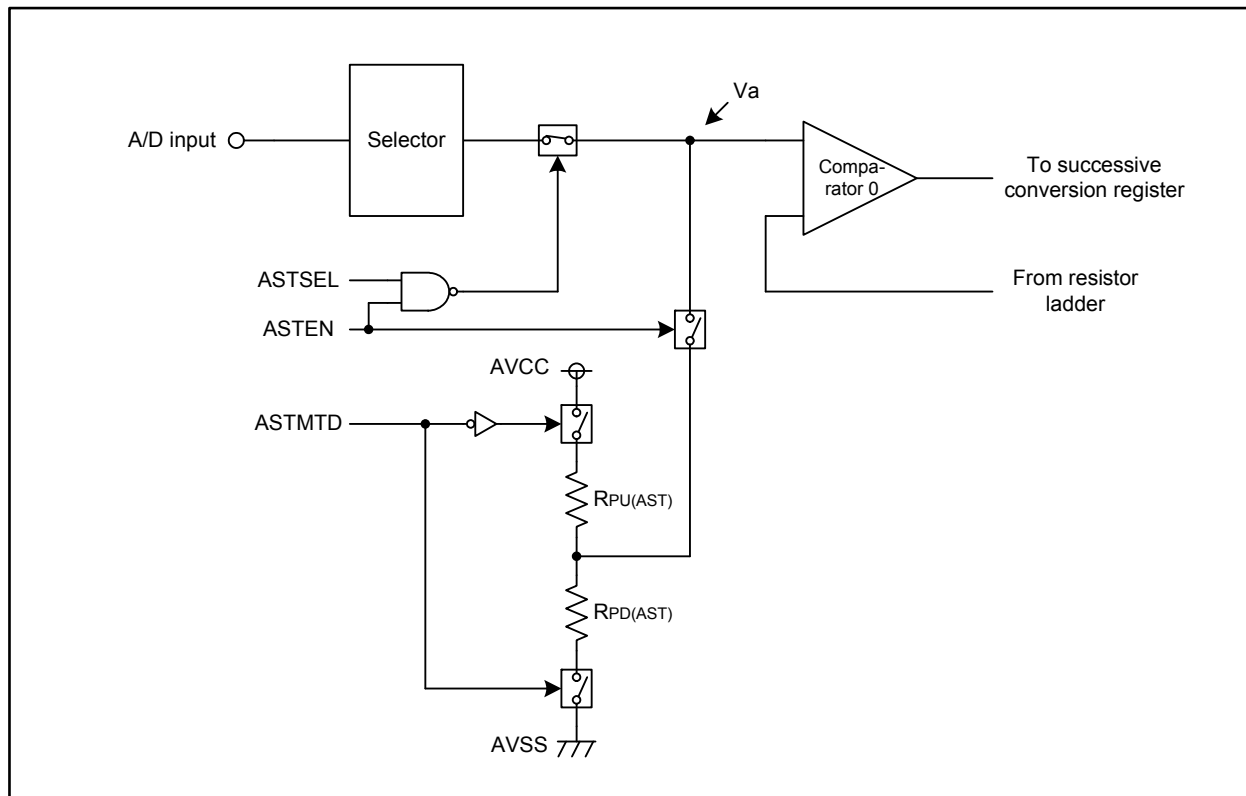 Va
A/D input
Selector
Compa-
rator 0
To successive
conversion register
ASTSEL
ASTEN
From resistor
ladder
AVCC
ASTMTD
RPU(AST)
RPD(AST)
AVSS